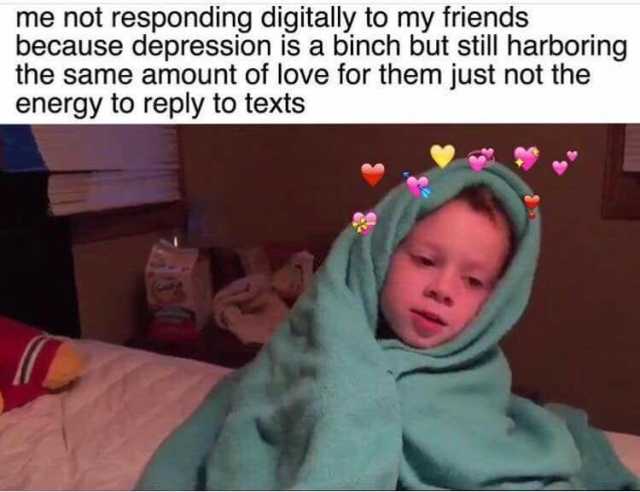 me not responding digitally to my friends
because depression is a binch but still harboring
the same amount of love for them just not the
energy to reply to texts